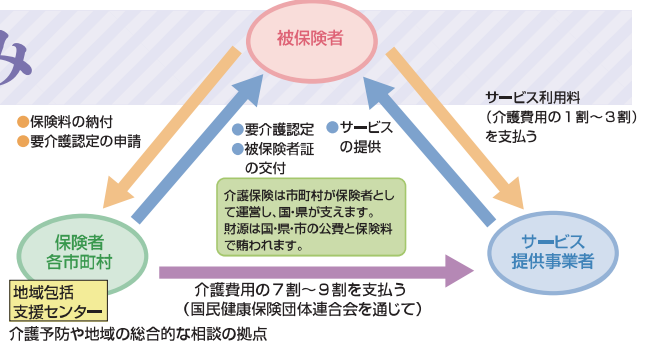 み
被保険者
●保険料の納付
●要介護認定の申請
●要介護認定
●被保険者証
の交付
●サービス
の提供
サービス利用料
（介護費用の１割～３割）
を支払う
介護保険は市町村が保険者とし
て運営し、国・県が支えます。
財源は国・県・市の公費と保険料
で賄われます。
保険者
各市町村
サービス
提供事業者
地域包括
支援センター
介護費用の７割～９割を支払う
（国民健康保険団体連合会を通じて）
介護予防や地域の総合的な相談の拠点